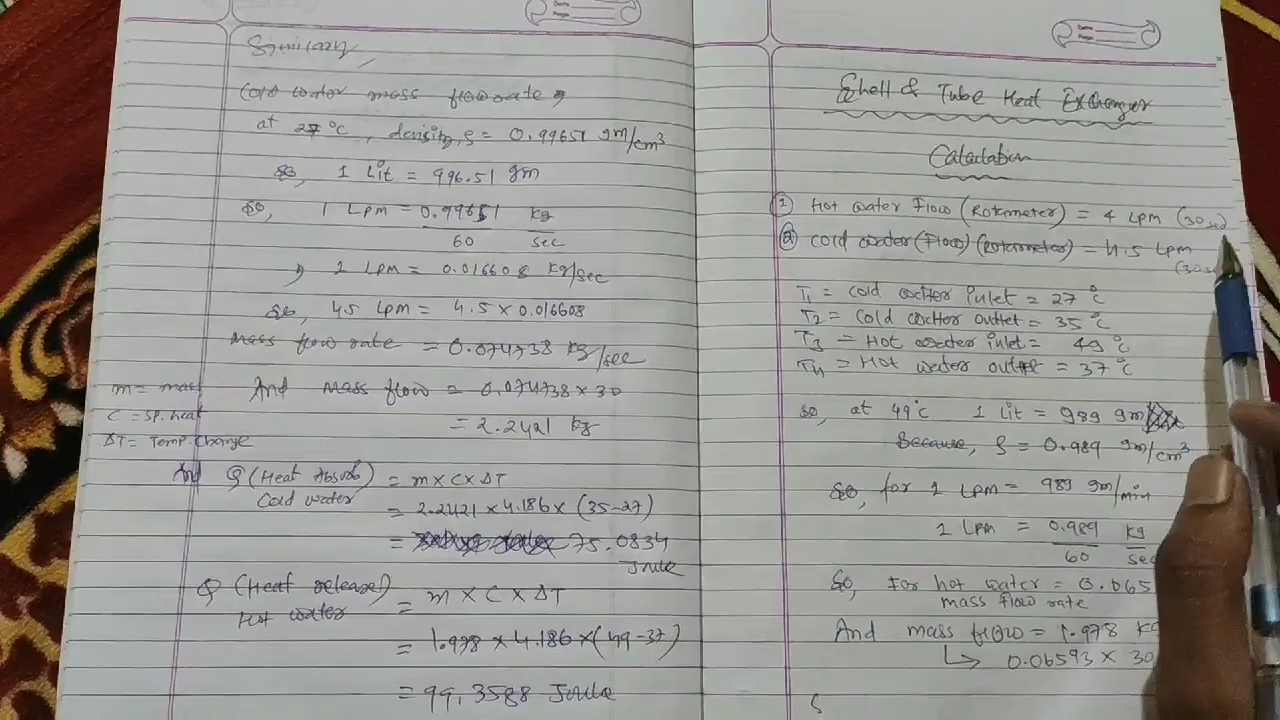 Similarly,
Cold water mass flow rate,
at 27 °C, density, ρ = 0.99651 gm/cm³
So, 1 Lit = 996.51 gm
So, 1 LPM = 0.99651 kg
60 sec
1 LPM = 0.016608 kg/sec
So, 4.5 LPM = 4.5 × 0.016608
Mass flow rate = 0.074738 kg/sec
m = mass And Mass flow = 0.074738 × 30
C = Sp. heat = 2.2421 kg
ΔT = Temp. Change
And Q (Heat Absorb) = m × C × ΔT
Cold water
= 2.2421 × 4.186 × (35-27)
= 75.0834
Joule
Q (Heat release) = m × C × ΔT
Hot water
= 1.978 × 4.186 × (49-37)
= 99.3588 Joule
Shell & Tube Heat Exchanger
Calculation
① Hot water Flow (Rotameter) = 4 LPM (30 sec)
② Cold water (Flow) (Rotameter) = 4.5 LPM
(30 s
T1 = Cold water inlet = 27 °C
T2 = Cold water outlet = 35 °C
T3 = Hot water inlet = 49 °C
T4 = Hot water outlet = 37 °C
So, at 49°C 1 Lit = 989 gm
Because, ρ = 0.989 gm/cm³
So, for 1 LPM = 989 gm/min
1 LPM = 0.989 kg
60 sec
So, For hot water = 0.065
mass flow rate
And mass flow = 1.978 kg
↳ 0.06593 × 30